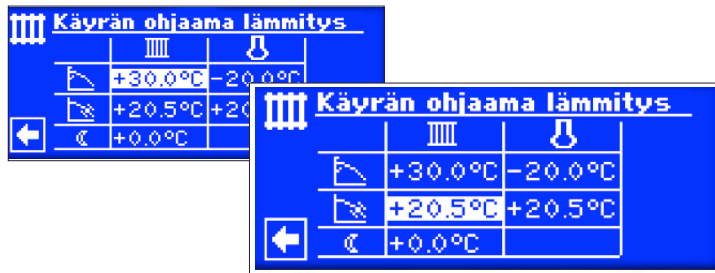 Käyrän ohjaama lämmitys
+30.0°C -20.0°C
+20.5°C +20
+0.0°C
Käyrän ohjaama lämmitys
+30.0°C -20.0°C
+20.5°C +20.5°C
+0.0°C